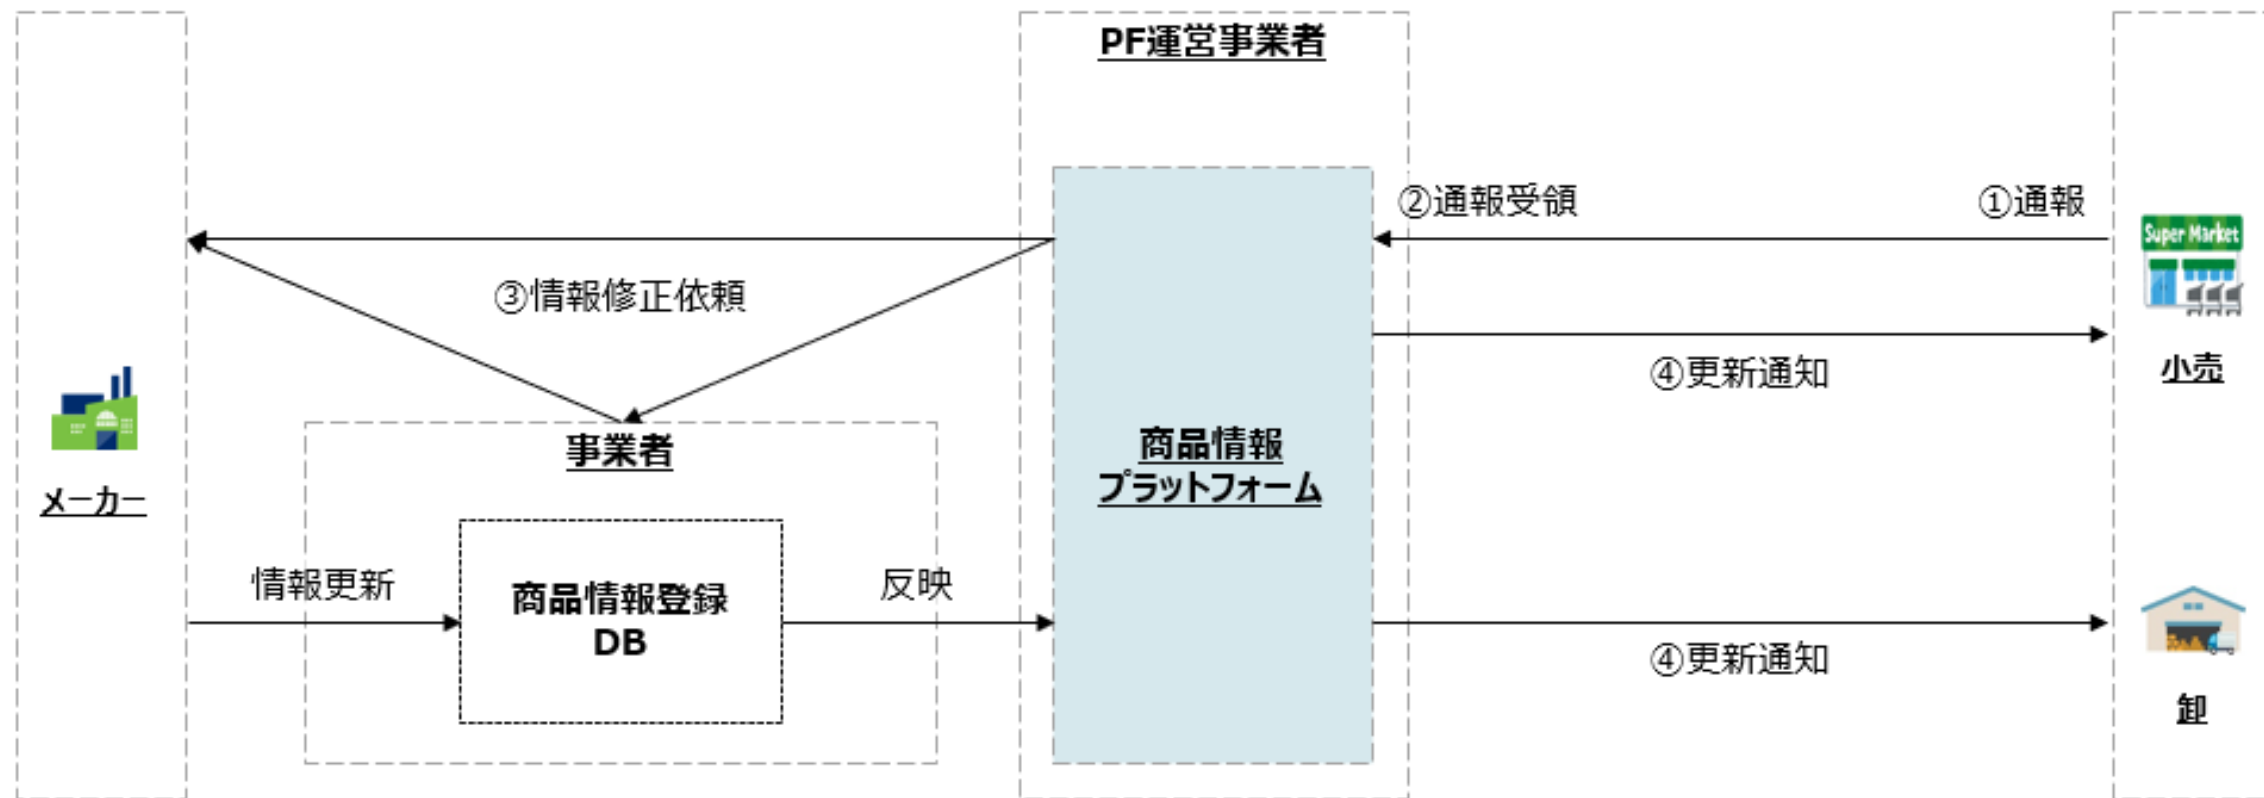 PF運営事業者
②通報受領
①通報
Super Market
③情報修正依頼
④更新通知
小売
事業者
商品情報
プラットフォーム
メーカー
情報更新
商品情報登録
DB
反映
④更新通知
卸